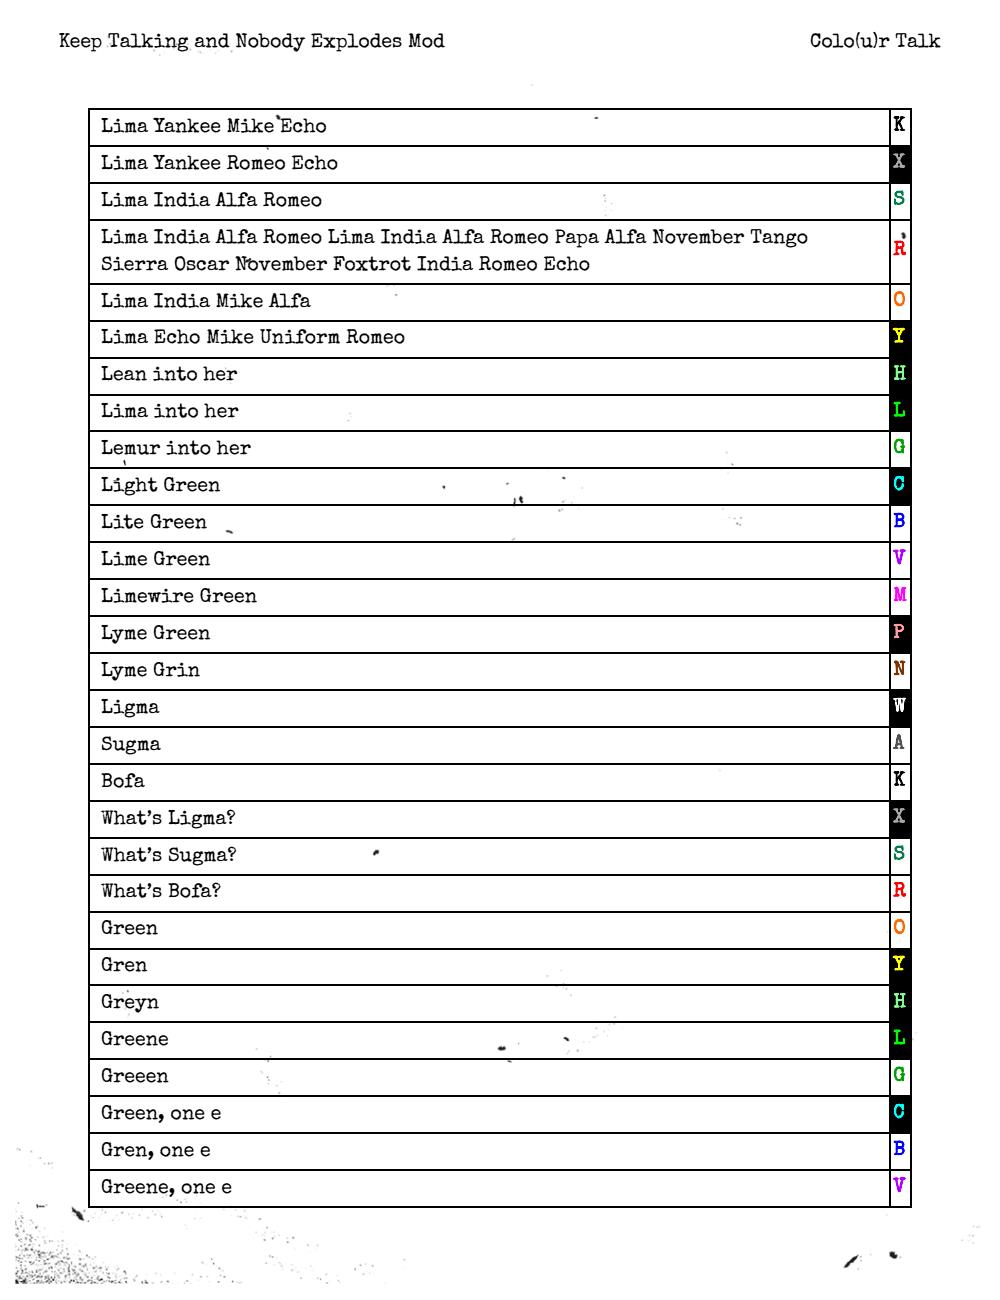 Keep Talking and Nobody Explodes Mod Colo(u)r Talk
Lima Yankee Mike Echo K
Lima Yankee Romeo Echo X
Lima India Alfa Romeo S
Lima India Alfa Romeo Lima India Alfa Romeo Papa Alfa November Tango
Sierra Oscar November Foxtrot India Romeo Echo R
Lima India Mike Alfa O
Lima Echo Mike Uniform Romeo Y
Lean into her H
Lima into her L
Lemur into her G
Light Green C
Lite Green B
Lime Green V
Limewire Green M
Lyme Green P
Lyme Grin N
Ligma W
Sugma A
Bofa K
What's Ligma? X
What's Sugma? S
What's Bofa? R
Green O
Gren Y
Greyn H
Greene L
Greeen G
Green, one e C
Gren, one e B
Greene, one e V